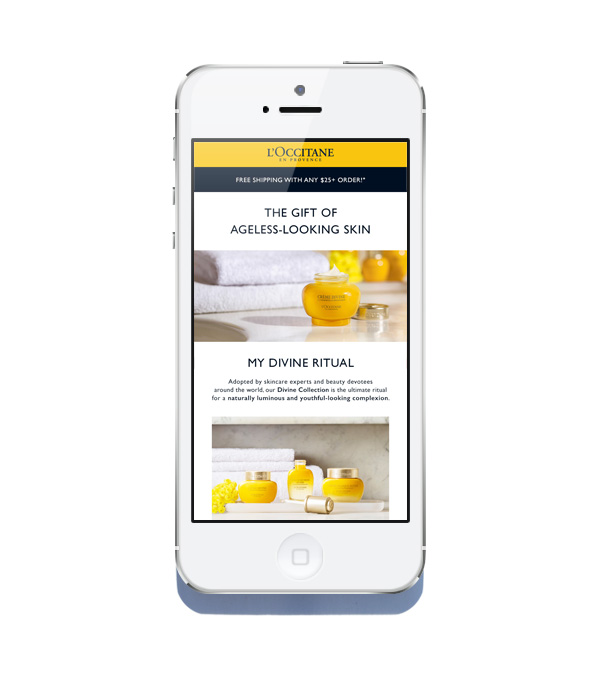 L'OCCITANE
EN PROVENCE
FREE SHIPPING WITH ANY $25+ ORDER!*
THE GIFT OF
AGELESS-LOOKING SKIN
MY DIVINE RITUAL
Adopted by skincare experts and beauty devotees
around the world, our Divine Collection is the ultimate ritual
for a naturally luminous and youthful-looking complexion.